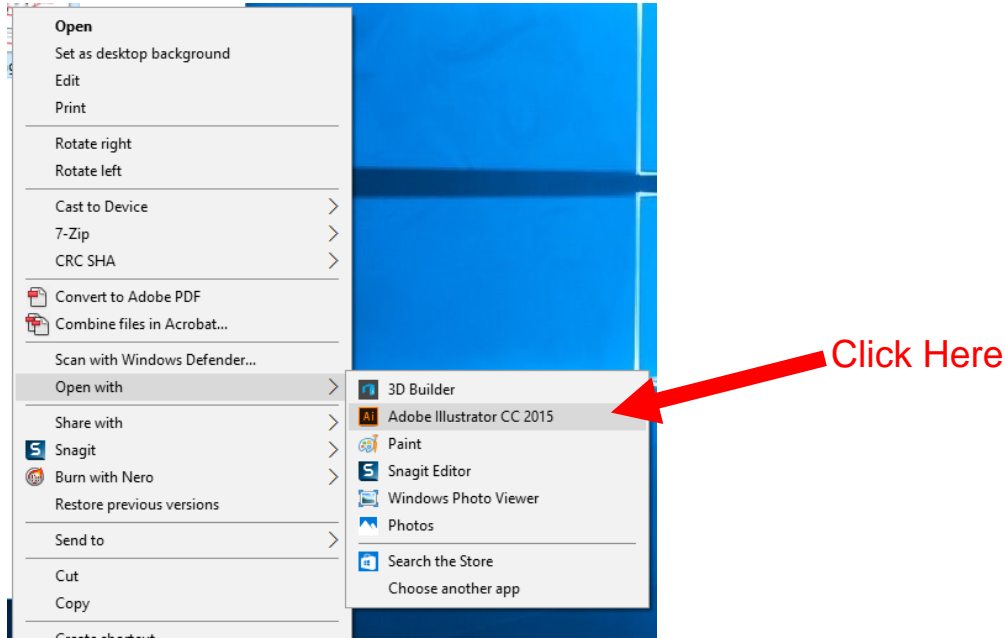 Open
Set as desktop background
Edit
Print
Rotate right
Rotate left
Cast to Device
7-Zip
CRC SHA
Convert to Adobe PDF
Combine files in Acrobat...
Scan with Windows Defender...
Open with
Share with
Snagit
Burn with Nero
Restore previous versions
Send to
Cut
Copy
Create shortcut
3D Builder
Ai Adobe Illustrator CC 2015
Paint
Snagit Editor
Windows Photo Viewer
Photos
Search the Store
Choose another app
Click Here